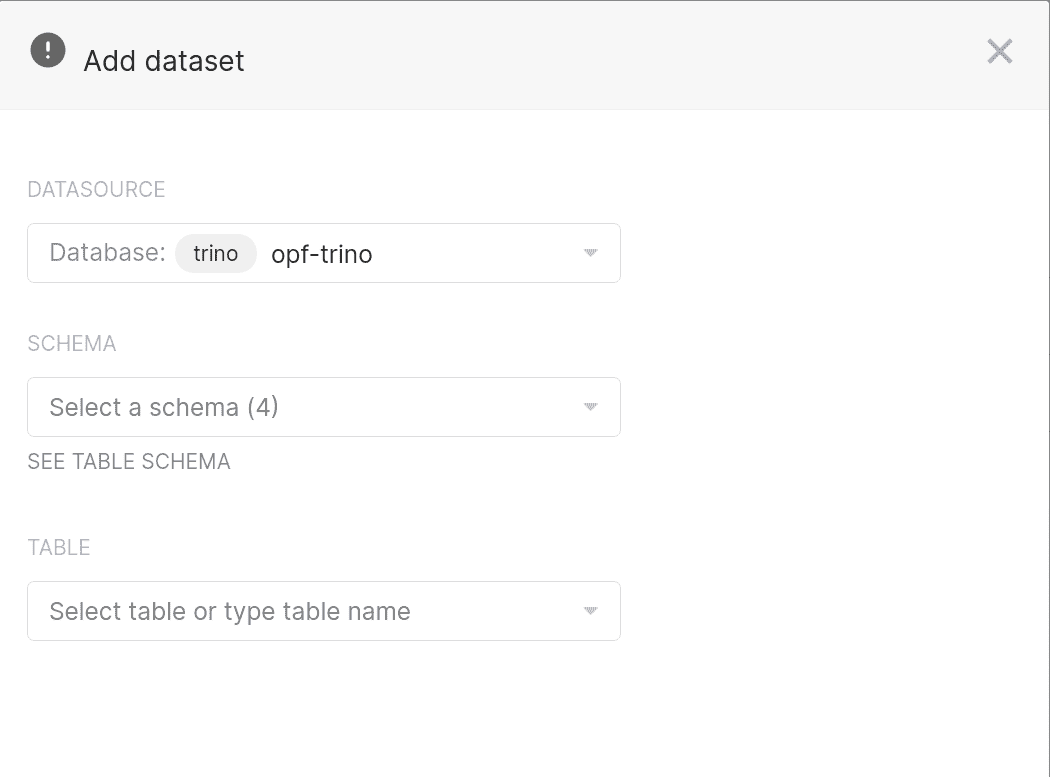 Add dataset
DATASOURCE
Database: trino opf-trino
SCHEMA
Select a schema (4)
SEE TABLE SCHEMA
TABLE
Select table or type table name